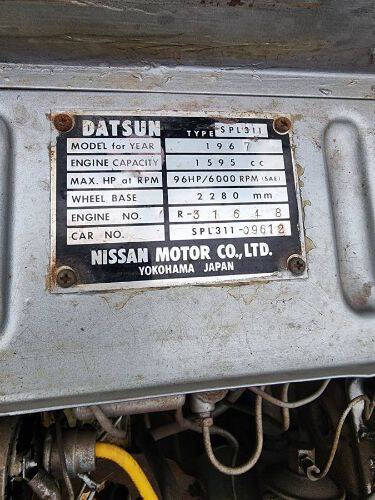 DATSUN TYPE SPL311
MODEL for YEAR 1967
ENGINE CAPACITY 1595 cc
MAX. HP at RPM 96HP/6000 RPM (SAE)
WHEEL BASE 2280 mm
ENGINE NO. R-31648
CAR NO. SPL311-09612
NISSAN MOTOR CO., LTD.
YOKOHAMA JAPAN